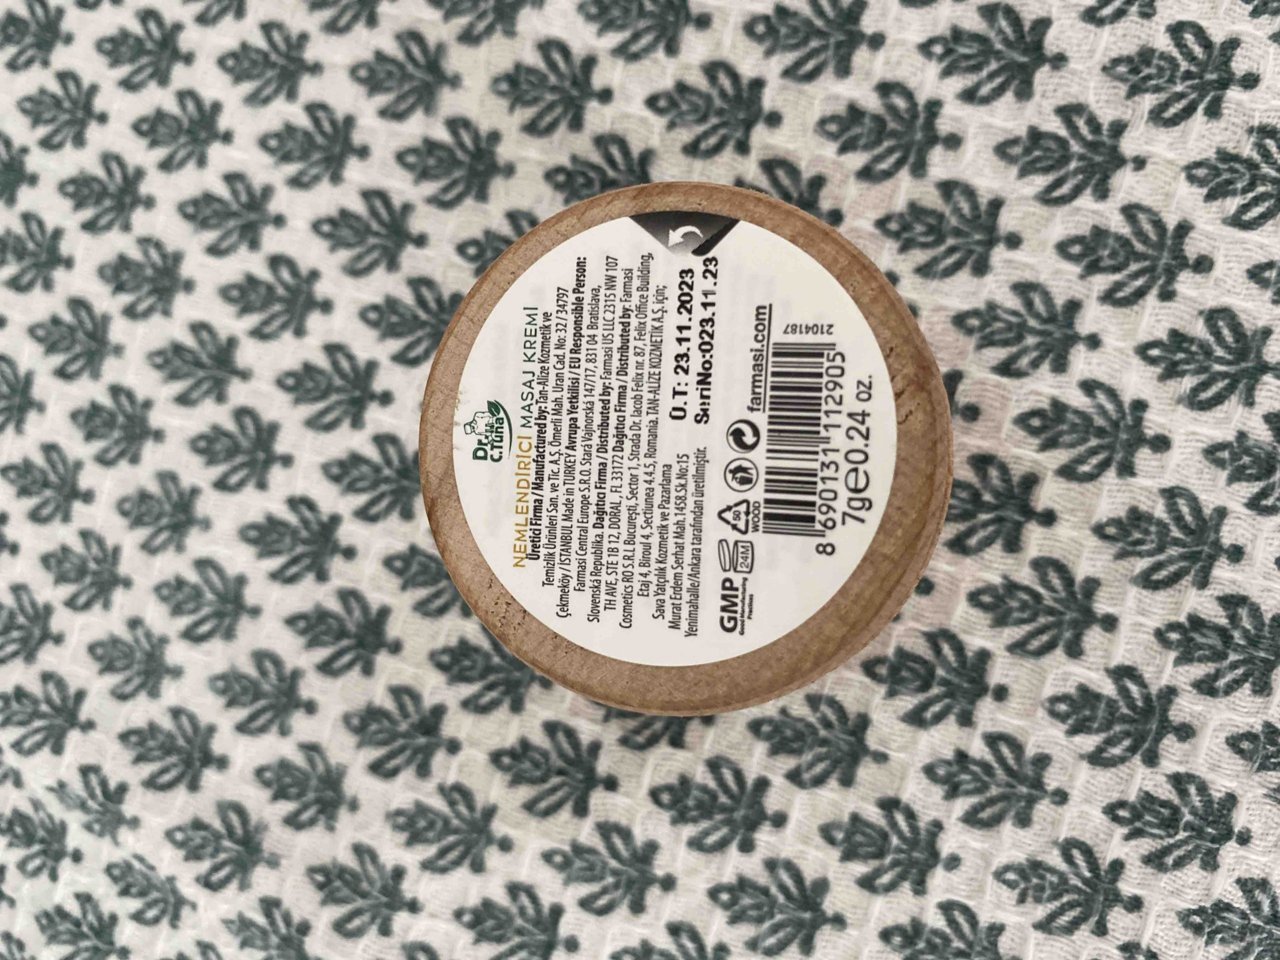 Dr.
C.Tuna
NEMLENDİRİCİ MASAJ KREMİ
Üretici Firma / Manufactured by: Tan-Alize Kozmetik ve
Temizlik Ürünleri San. ve Tic. A.Ş. Ömerli Mah. Uran Cad. No: 32 / 34797
Çekmeköy / İSTANBUL Made in TURKEY Avrupa Yetkilisi / EU Responsible Person:
Farmasi Central Europe S.R.O. Stará Vajnorská 147/17, 831 04 Bratislava,
Slovenská Republika. Dağıtıcı Firma / Distributed by: Farmasi US LLC 2315 NW 107
TH AVE, STE 1B 12, DORAL, FL 33172 Dağıtıcı Firma / Distributed by: Farmasi
Cosmetics RO S.R.L Bucureşti, Sector 1, Strada Dr. Iacob Felix nr. 87, Felix Office Building,
Etaj 4, Biroul 4, Sectiunea 4.4.5, Romania. TAN-ALİZE KOZMETİK A.Ş. için;
Sava Yatçılık Kozmetik ve Pazarlama
Murat Erdem Serhat Mah.1458.Sk.No:15
Yenimahalle/Ankara tarafından üretilmiştir.
Ü.T: 23.11.2023
SeriNo:023.11.23
GMP
Good Manufacturing
Practices
24M
50
WOOD
farmasi.com
2104187
8 690131 112905
7g℮0.24 oz.